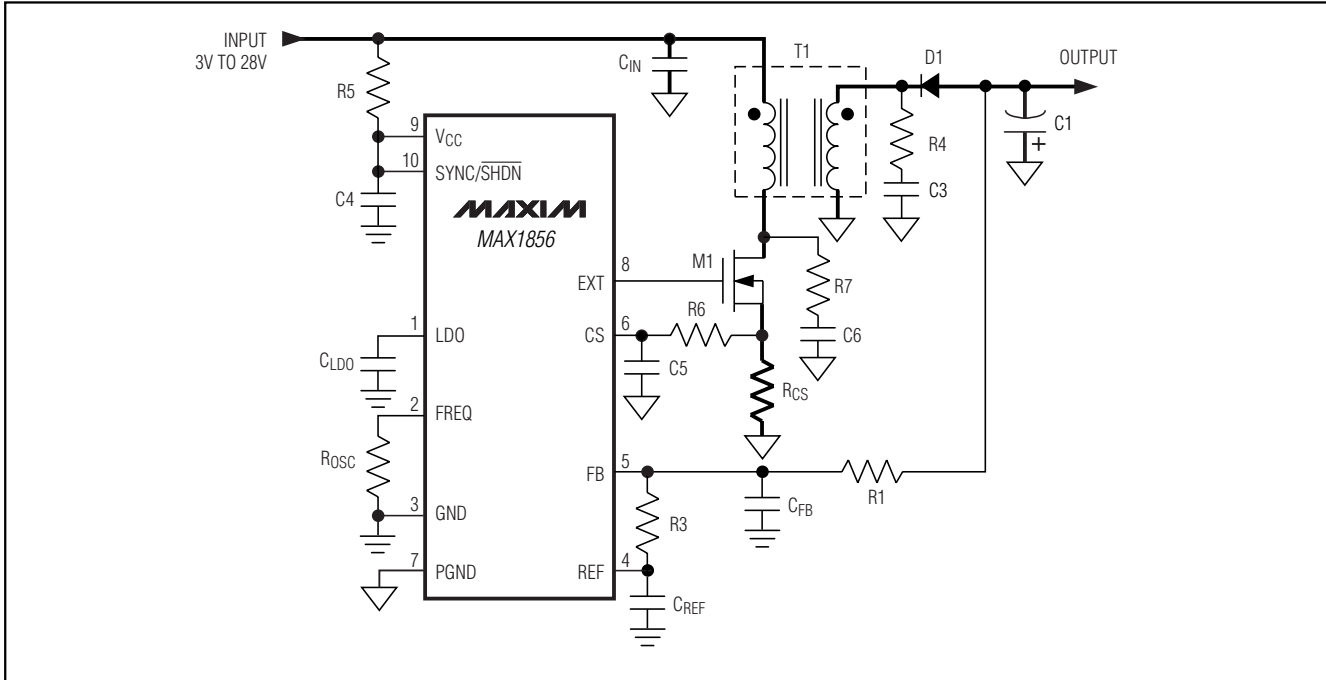 INPUT
3V TO 28V
CIN
T1
D1
OUTPUT
R5
C1
R4
9
VCC
10
SYNC/SHDN
C3
C4
MAXIM
MAX1856
M1
8
EXT
R7
R6
1
LDO
6
CS
C6
CLDO
C5
RCS
2
FREQ
ROSC
5
FB
R1
3
GND
R3
CFB
7
PGND
4
REF
CREF
+